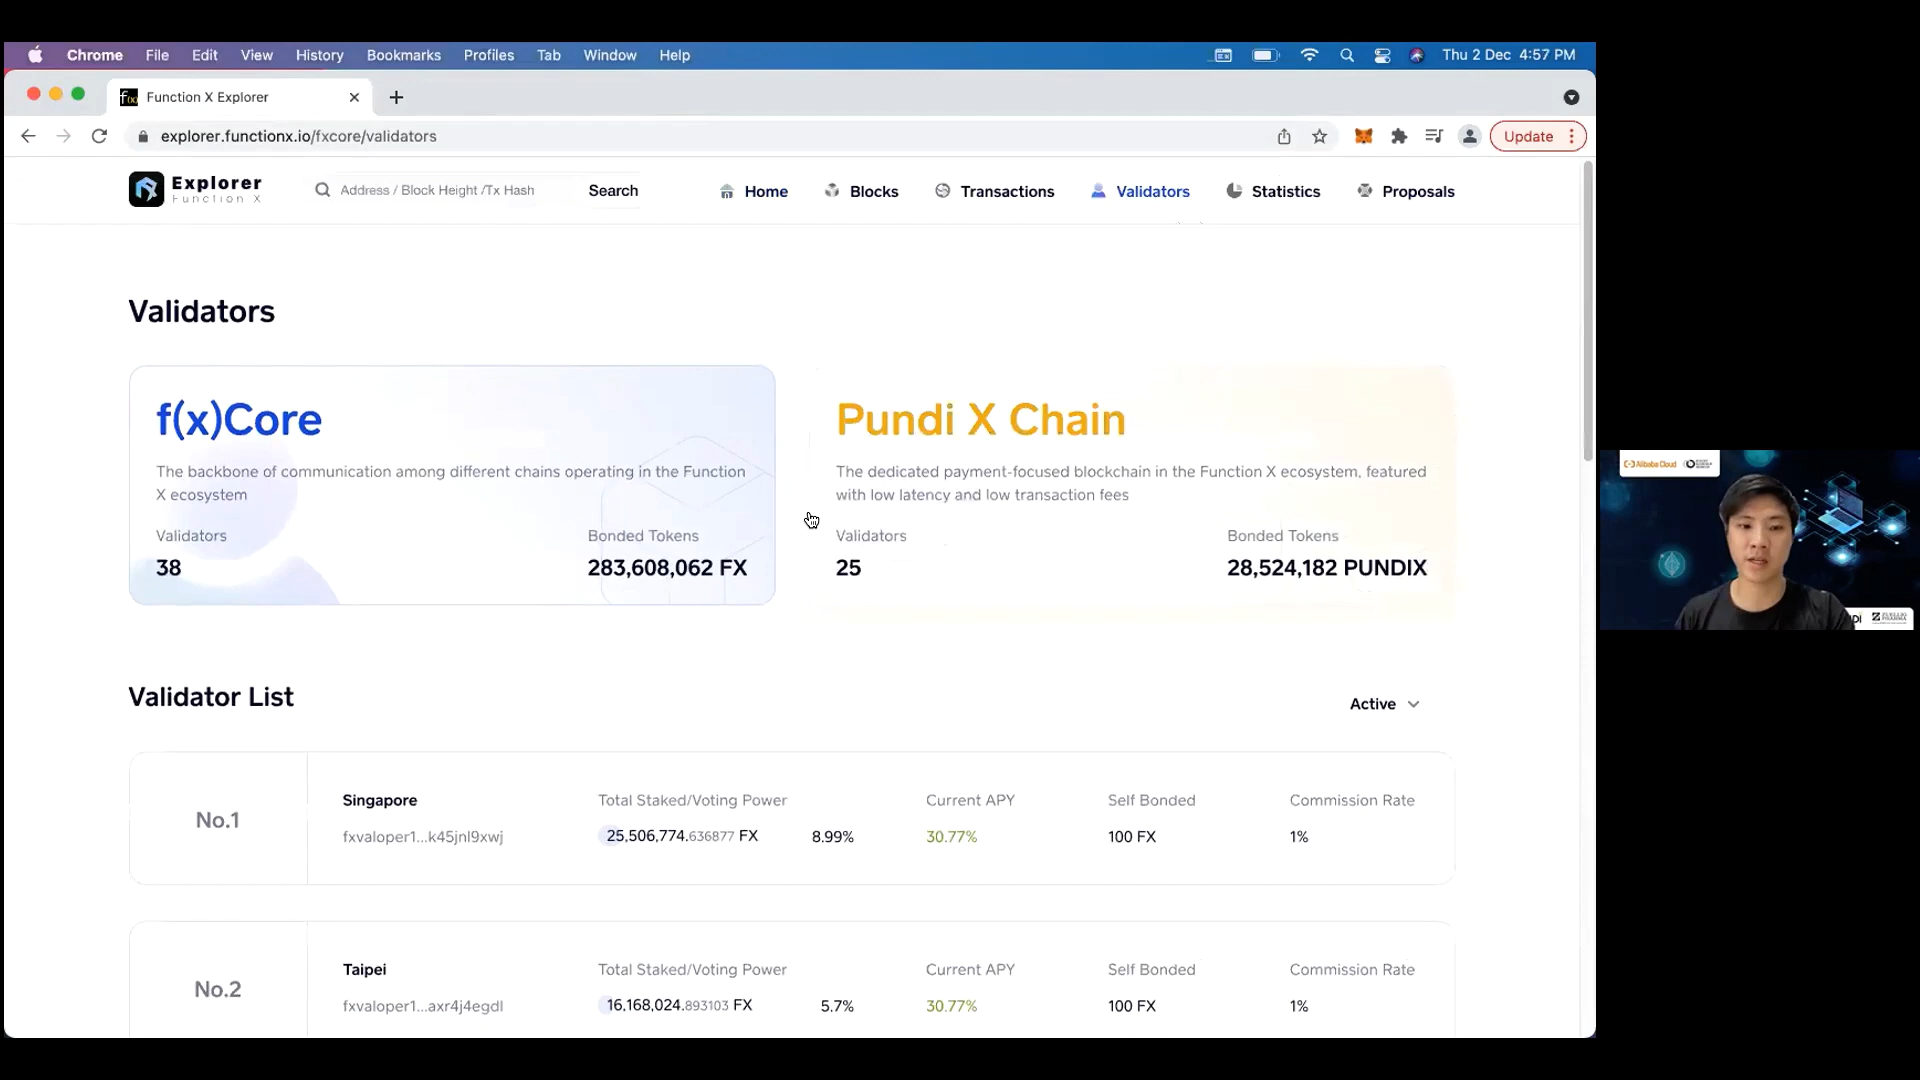 Chrome File Edit View History Bookmarks Profiles Tab Window Help Thu 2 Dec 4:57 PM
f(x) Function X Explorer
explorer.functionx.io/fxcore/validators Update
Explorer
Function X
Address / Block Height /Tx Hash Search Home Blocks Transactions Validators Statistics Proposals
Validators
f(x)Core
The backbone of communication among different chains operating in the Function
X ecosystem
Validators Bonded Tokens
38 283,608,062 FX
Pundi X Chain
The dedicated payment-focused blockchain in the Function X ecosystem, featured
with low latency and low transaction fees
Validators Bonded Tokens
25 28,524,182 PUNDIX
Alibaba Cloud
Validator List
Active
No.1
Singapore Total Staked/Voting Power Current APY Self Bonded Commission Rate
fxvaloper1...k45jnl9xwj 25,506,774.636877 FX 8.99% 30.77% 100 FX 1%
No.2
Taipei Total Staked/Voting Power Current APY Self Bonded Commission Rate
fxvaloper1...axr4j4egdl 16,168,024.893103 FX 5.7% 30.77% 100 FX 1%